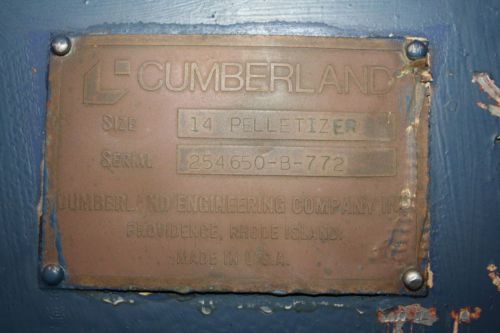 CUMBERLAND
SIZE 14 PELLETIZER
SERIAL 254650-B-772
CUMBERLAND ENGINEERING COMPANY INC.
PROVIDENCE, RHODE ISLAND.
MADE IN U.S.A.